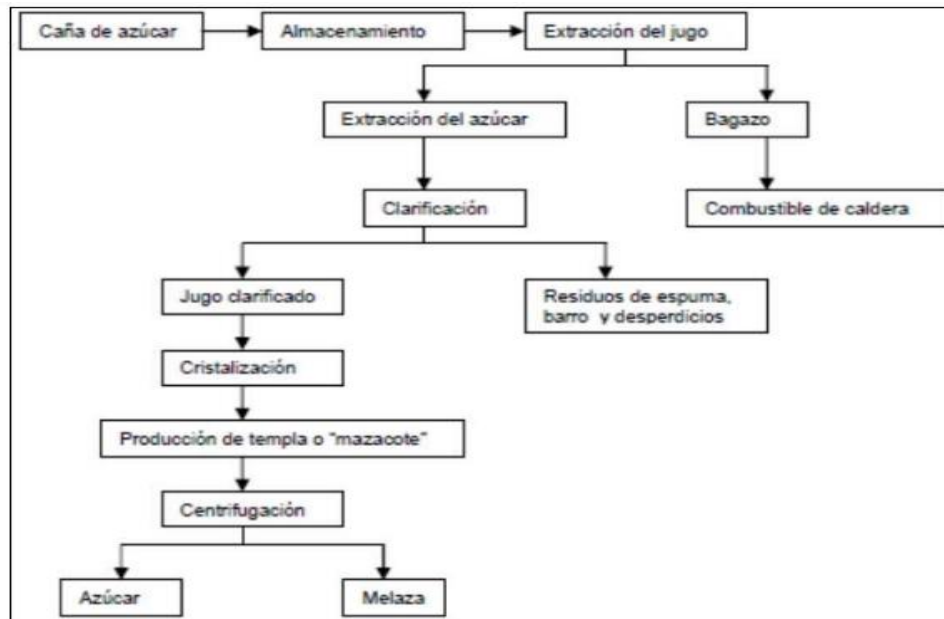 Caña de azúcar
Almacenamiento
Extracción del jugo
Extracción del azúcar
Bagazo
Clarificación
Combustible de caldera
Jugo clarificado
Residuos de espuma,
barro y desperdicios
Cristalización
Producción de templa o "mazacote"
Centrifugación
Azúcar
Melaza